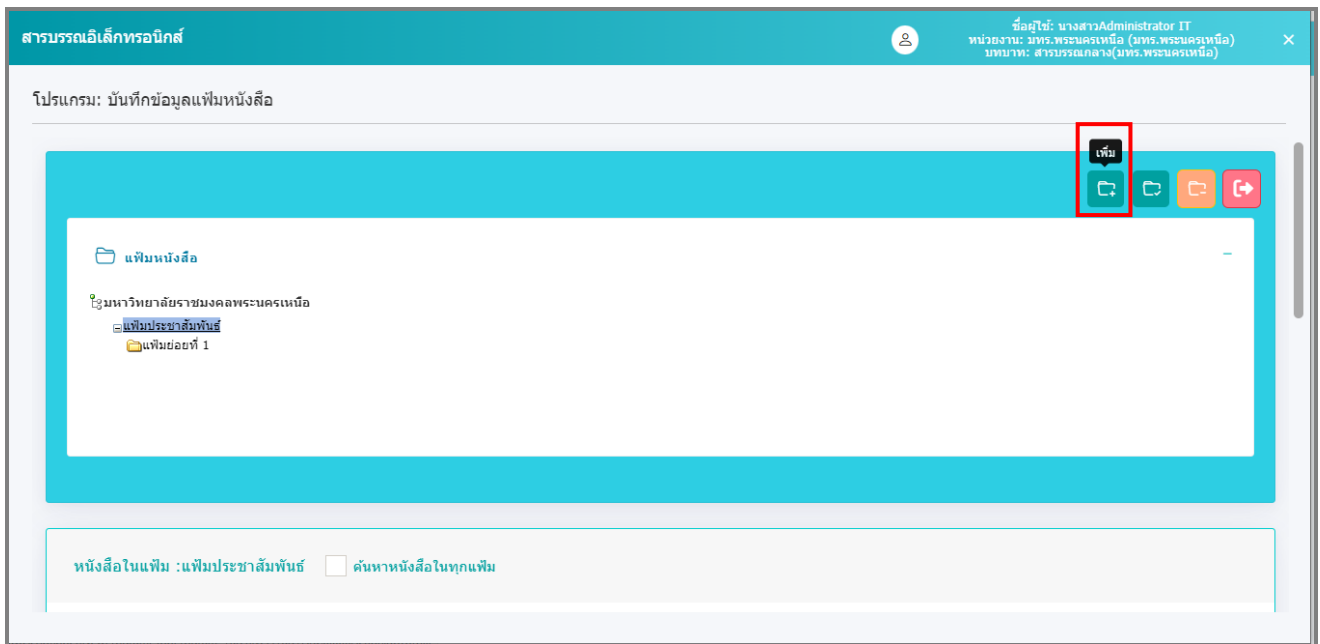 สารบรรณอิเล็กทรอนิกส์
ชื่อผู้ใช้: นางสาวAdministrator IT
หน่วยงาน: มทร.พระนครเหนือ (มทร.พระนครเหนือ)
บทบาท: สารบรรณกลาง(มทร.พระนครเหนือ)
โปรแกรม: บันทึกข้อมูลแฟ้มหนังสือ
เพิ่ม
แฟ้มหนังสือ
มหาวิทยาลัยราชมงคลพระนครเหนือ
แฟ้มประชาสัมพันธ์
แฟ้มย่อยที่ 1
หนังสือในแฟ้ม :แฟ้มประชาสัมพันธ์ ค้นหาหนังสือในทุกแฟ้ม